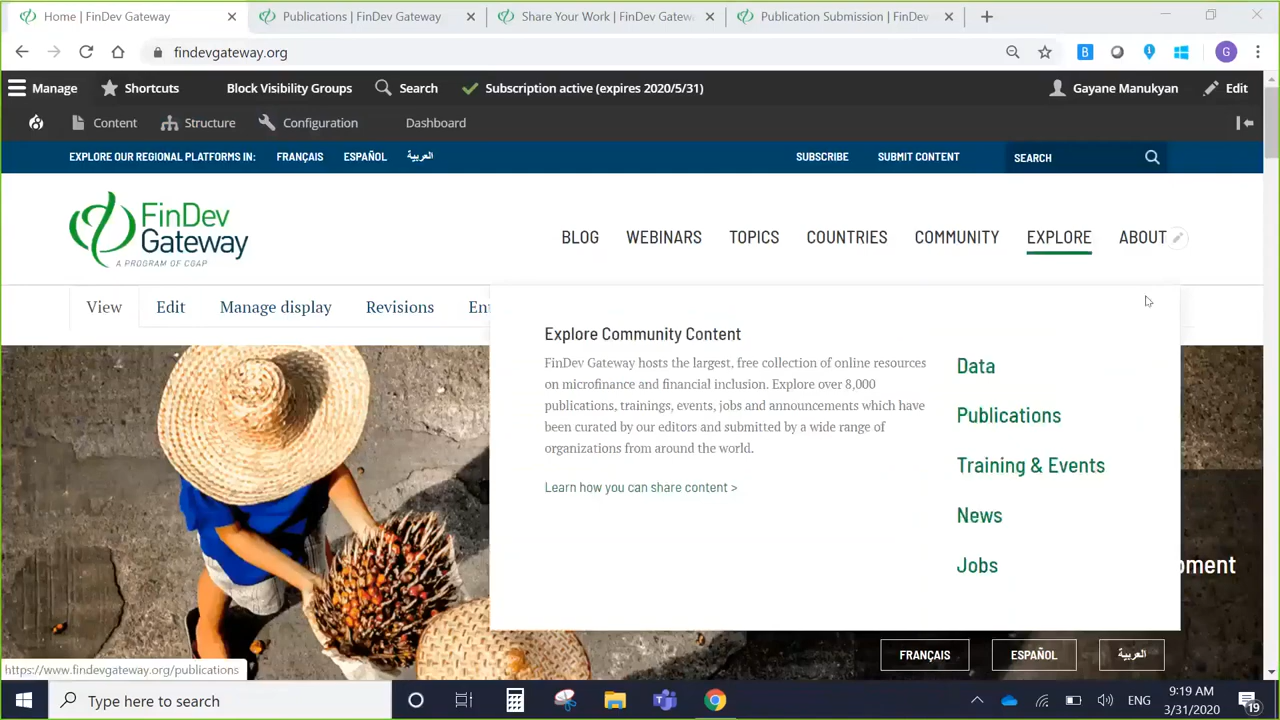 Home | FinDev Gateway
Publications | FinDev Gateway
Share Your Work | FinDev Gatew
Publication Submission | FinDev
findevgateway.org
B
G
Manage
Shortcuts
Block Visibility Groups
Search
Subscription active (expires 2020/5/31)
Gayane Manukyan
Edit
Content
Structure
Configuration
Dashboard
EXPLORE OUR REGIONAL PLATFORMS IN:
FRANÇAIS
ESPAÑOL
العربية
SUBSCRIBE
SUBMIT CONTENT
SEARCH
FinDev
Gateway
A PROGRAM OF CGAP
BLOG
WEBINARS
TOPICS
COUNTRIES
COMMUNITY
EXPLORE
ABOUT
View
Edit
Manage display
Revisions
En
Explore Community Content
FinDev Gateway hosts the largest, free collection of online resources
on microfinance and financial inclusion. Explore over 8,000
publications, trainings, events, jobs and announcements which have
been curated by our editors and submitted by a wide range of
organizations from around the world.
Learn how you can share content >
Data
Publications
Training & Events
News
Jobs
pment
FRANÇAIS
ESPAÑOL
العربية
https://www.findevgateway.org/publications
Type here to search
ENG
9:19 AM
3/31/2020
19